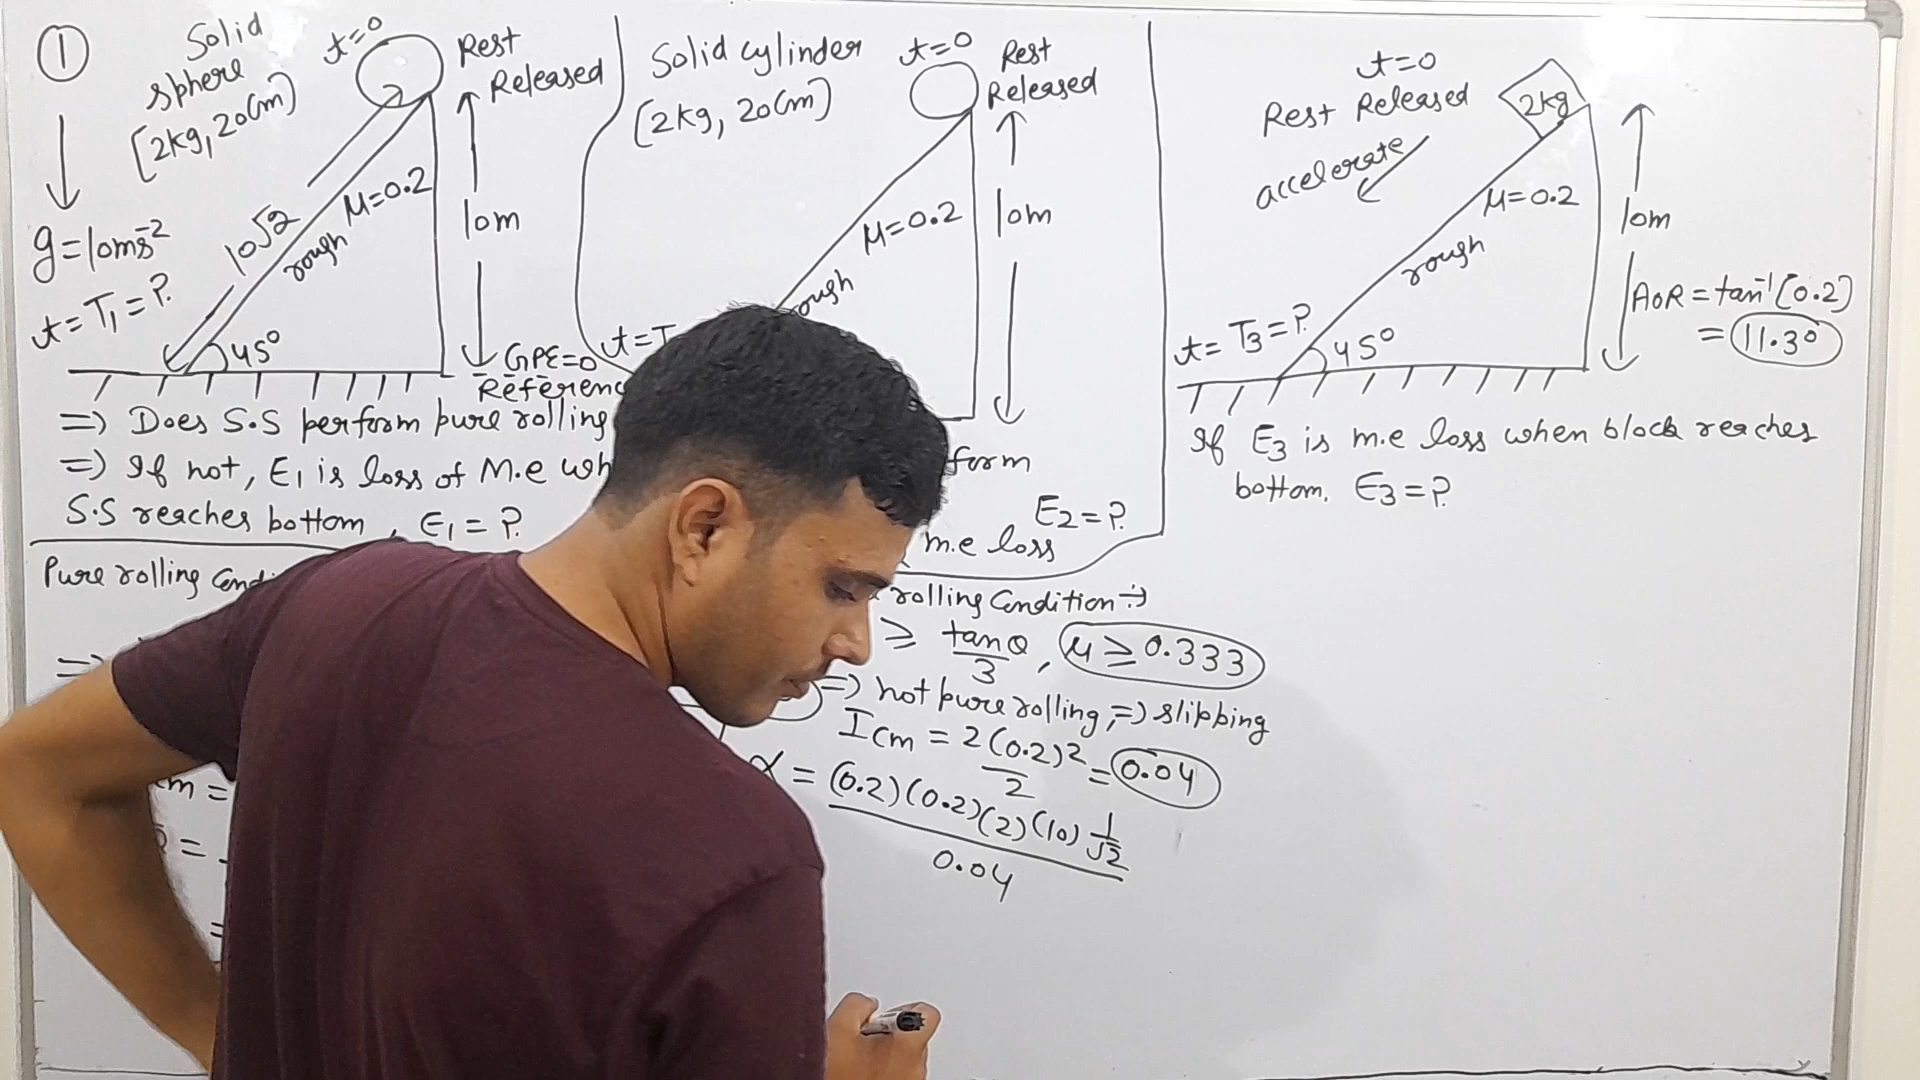 ①
g=10ms⁻²
t=T₁=?
Solid
sphere
[2kg, 20cm)
t=0
Rest
Released
10√2
rough
μ=0.2
10m
45°
GPE=0
Referenc
=) Does S.S perform pure rolling
=) If not, E₁ is loss of M.e wh
S.S reaches bottom, E₁=?
Solid cylinder
[2kg, 20cm)
t=0
Rest
Released
μ=0.2
rough
10m
t=T
form
E₂=?
m.e loss
t=0
Rest Released
accelerate
2kg
μ=0.2
rough
10m
t=T₃=?
45°
AOR=tan⁻¹(0.2)
=11.3°
If E₃ is m.e loss when block reaches
bottom. E₃=?
Pure rolling Condi
=)
m=
=
=
rolling Condition:-)
≥ tanθ/3, μ≥0.333
=) not pure rolling, =) slipping
Icm = 2(0.2)²/2 = 0.04
α = (0.2)(0.2)(2)(10) 1/√2
0.04